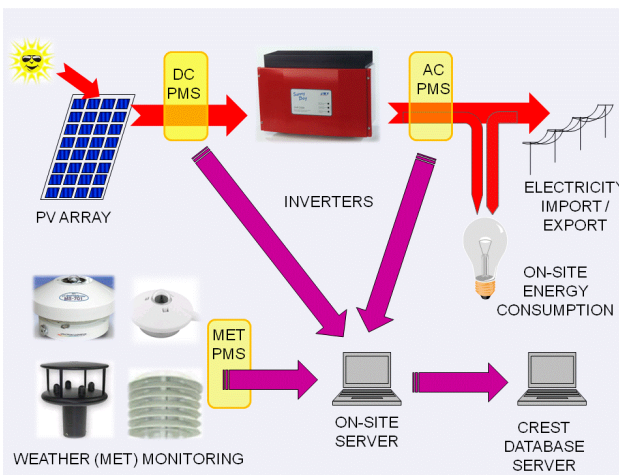 DC
PMS
AC
PMS
PV ARRAY
INVERTERS
ELECTRICITY
IMPORT /
EXPORT
ON-SITE
ENERGY
CONSUMPTION
MET
PMS
ON-SITE
SERVER
CREST
DATABASE
SERVER
WEATHER (MET) MONITORING